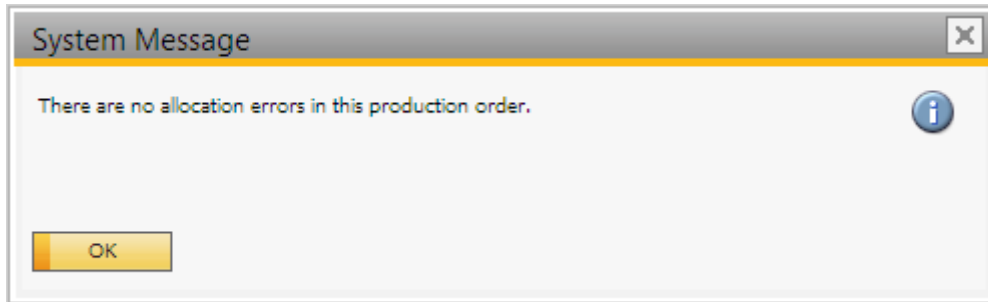 System Message
There are no allocation errors in this production order.
OK